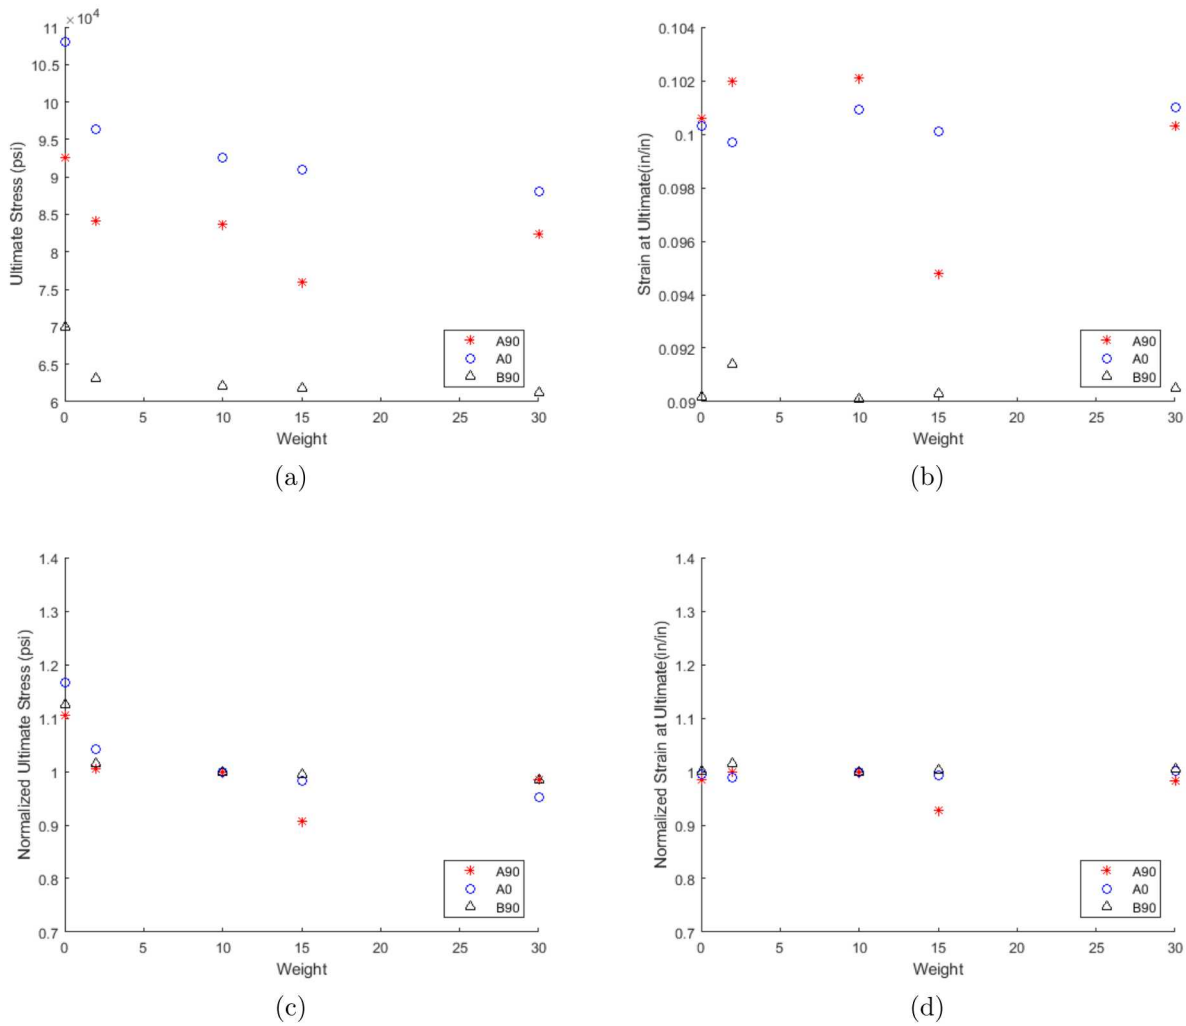 ×10⁴
11
10.5
10
9.5
9
8.5
8
7.5
7
6.5
6
Ultimate Stress (psi)
A90
A0
B90
0 5 10 15 20 25 30
Weight
(a)
0.104
0.102
0.1
0.098
0.096
0.094
0.092
0.09
Strain at Ultimate(in/in)
A90
A0
B90
0 5 10 15 20 25 30
Weight
(b)
1.4
1.3
1.2
1.1
1
0.9
0.8
0.7
Normalized Ultimate Stress (psi)
A90
A0
B90
0 5 10 15 20 25 30
Weight
(c)
1.4
1.3
1.2
1.1
1
0.9
0.8
0.7
Normalized Strain at Ultimate(in/in)
A90
A0
B90
0 5 10 15 20 25 30
Weight
(d)